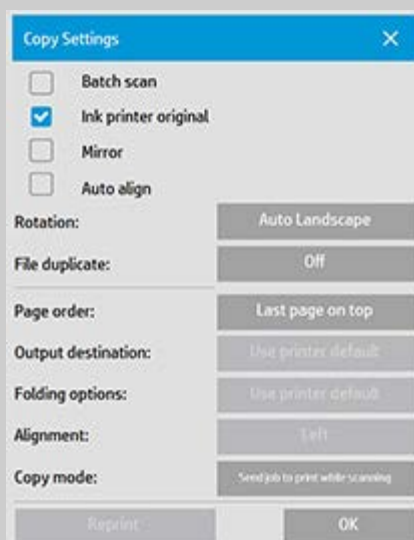 Copy Settings
Batch scan
Ink printer original
Mirror
Auto align
Rotation: Auto Landscape
File duplicate: Off
Page order: Last page on top
Output destination: Use printer default
Folding options: Use printer default
Alignment: Left
Copy mode: Send job to print while scanning
Reprint OK